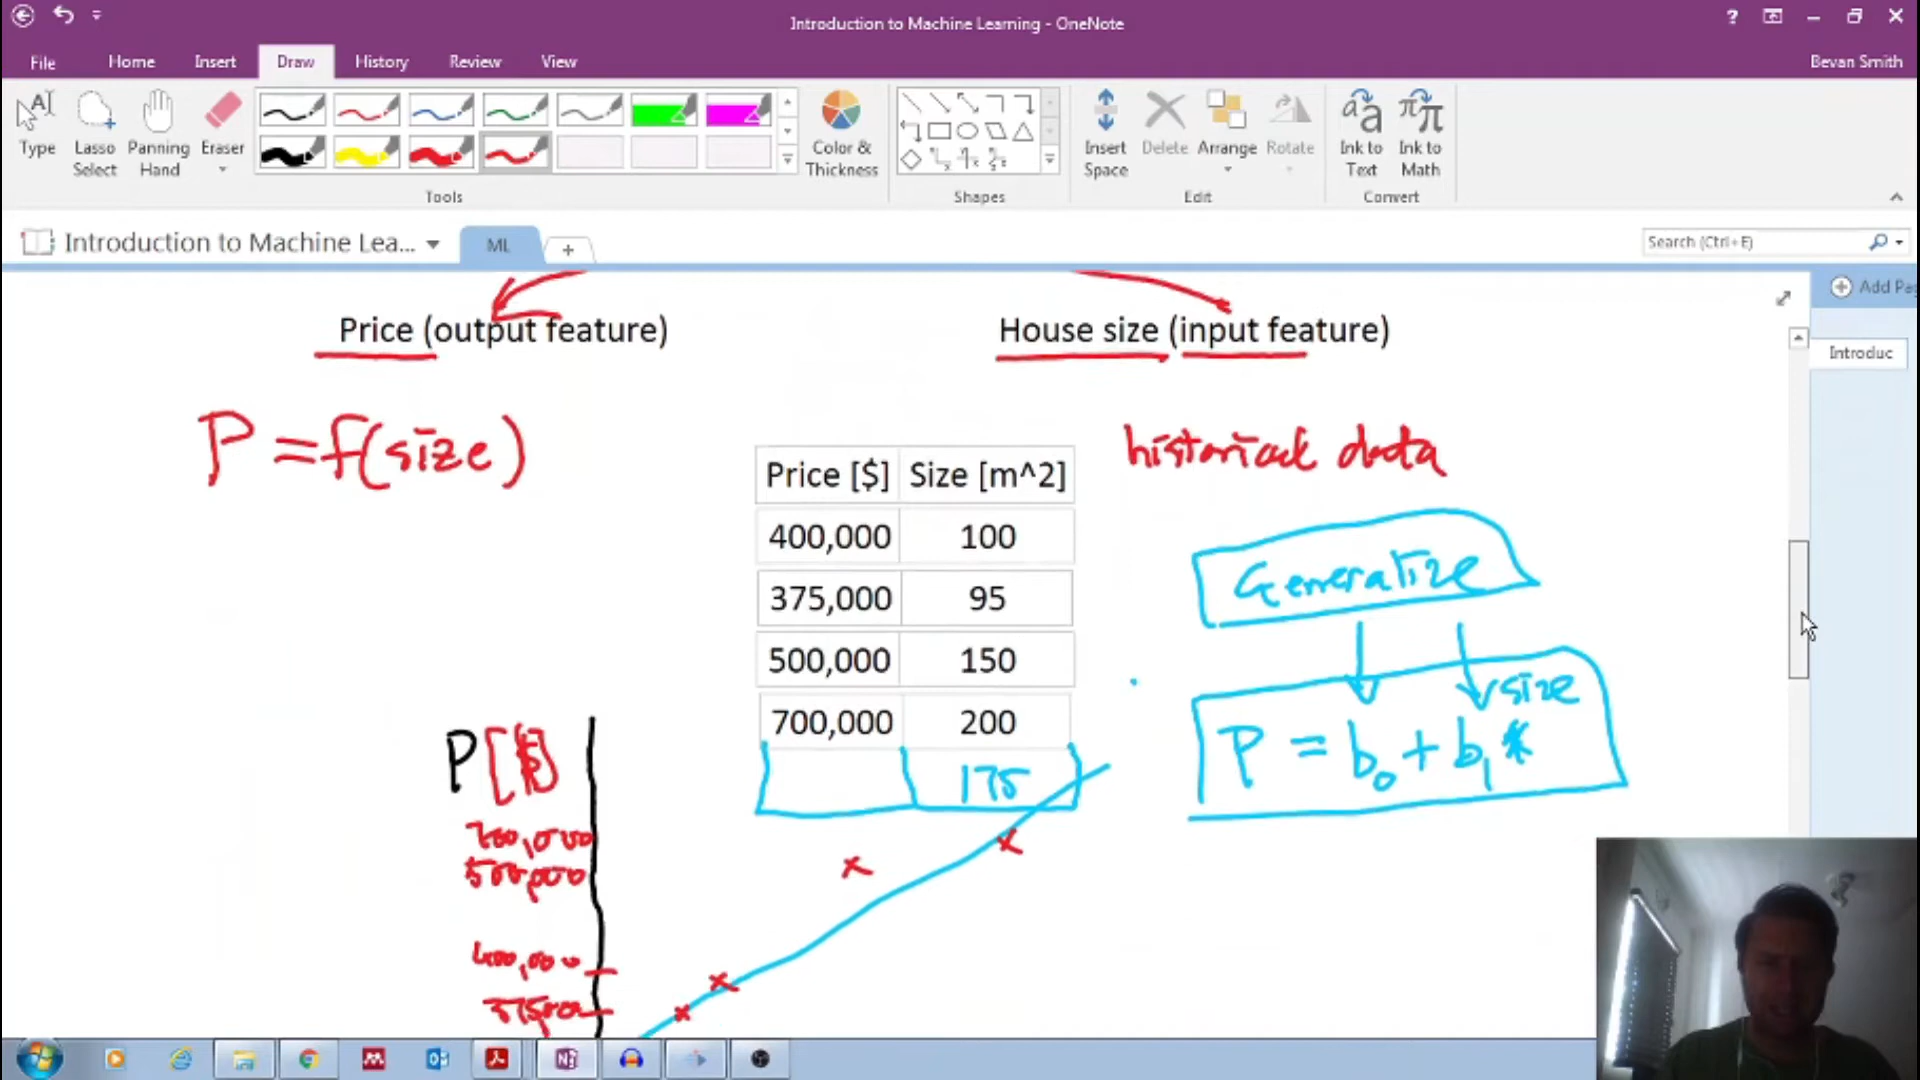 Introduction to Machine Learning - OneNote
?
File Home Insert Draw History Review View
Bevan Smith
Type
Lasso Select
Panning Hand
Eraser
Color & Thickness
Insert Space
Delete
Arrange
Rotate
Ink to Text
Ink to Math
Tools
Shapes
Edit
Convert
Introduction to Machine Lea...
ML
+
Search (Ctrl+E)
Add Pag
Introduc
Price (output feature)
House size (input feature)
P = f(size)
historical data
Price [$] Size [m^2]
400,000 100
375,000 95
500,000 150
700,000 200
175
Generalize
size
P = b0 + b1 *
P [$]
700,000
500,000
400,000
375,000